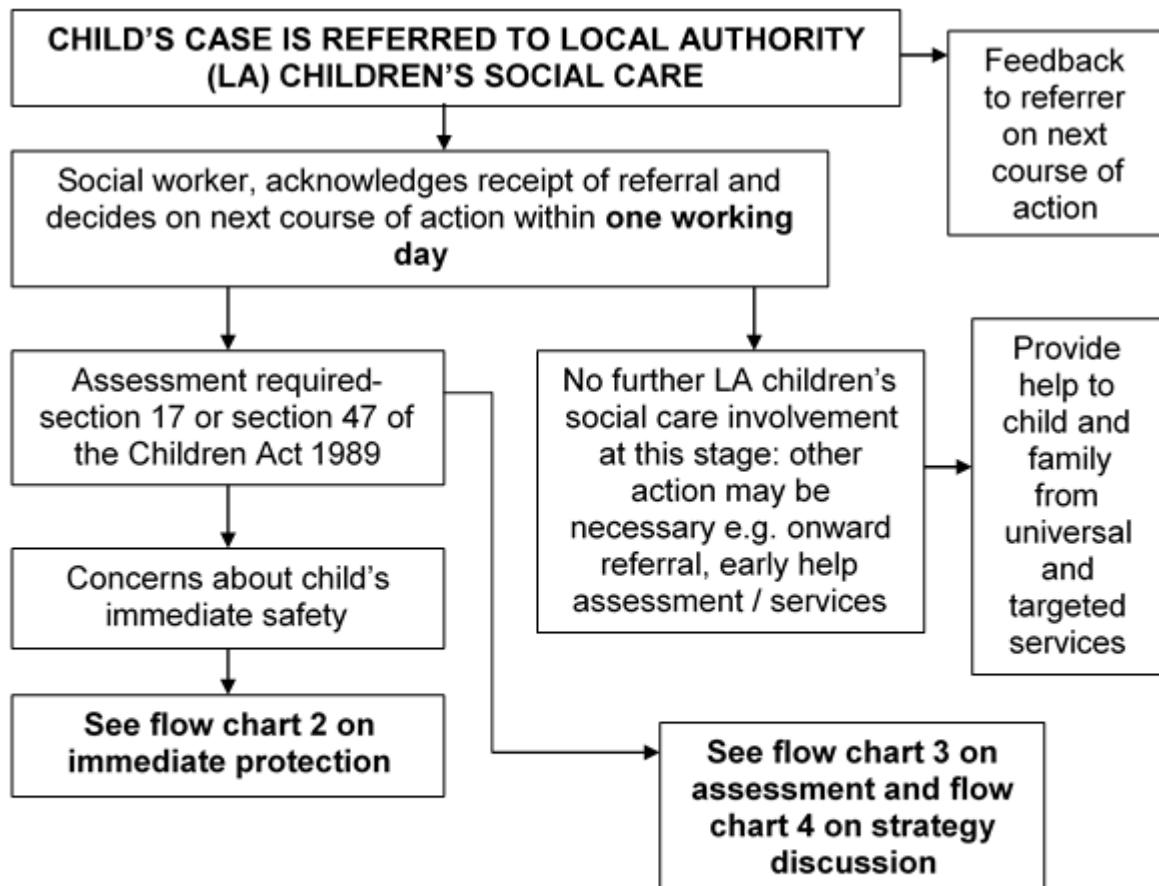 CHILD'S CASE IS REFERRED TO LOCAL AUTHORITY
(LA) CHILDREN'S SOCIAL CARE
Feedback
to referrer
on next
course of
action
Social worker, acknowledges receipt of referral and
decides on next course of action within one working
day
Assessment required-
section 17 or section 47 of
the Children Act 1989
No further LA children's
social care involvement
at this stage: other
action may be
necessary e.g. onward
referral, early help
assessment / services
Provide
help to
child and
family
from
universal
and
targeted
services
Concerns about child's
immediate safety
See flow chart 2 on
immediate protection
See flow chart 3 on
assessment and flow
chart 4 on strategy
discussion